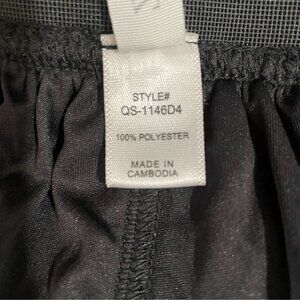 STYLE#
QS-1146D4
100% POLYESTER
MADE IN
CAMBODIA